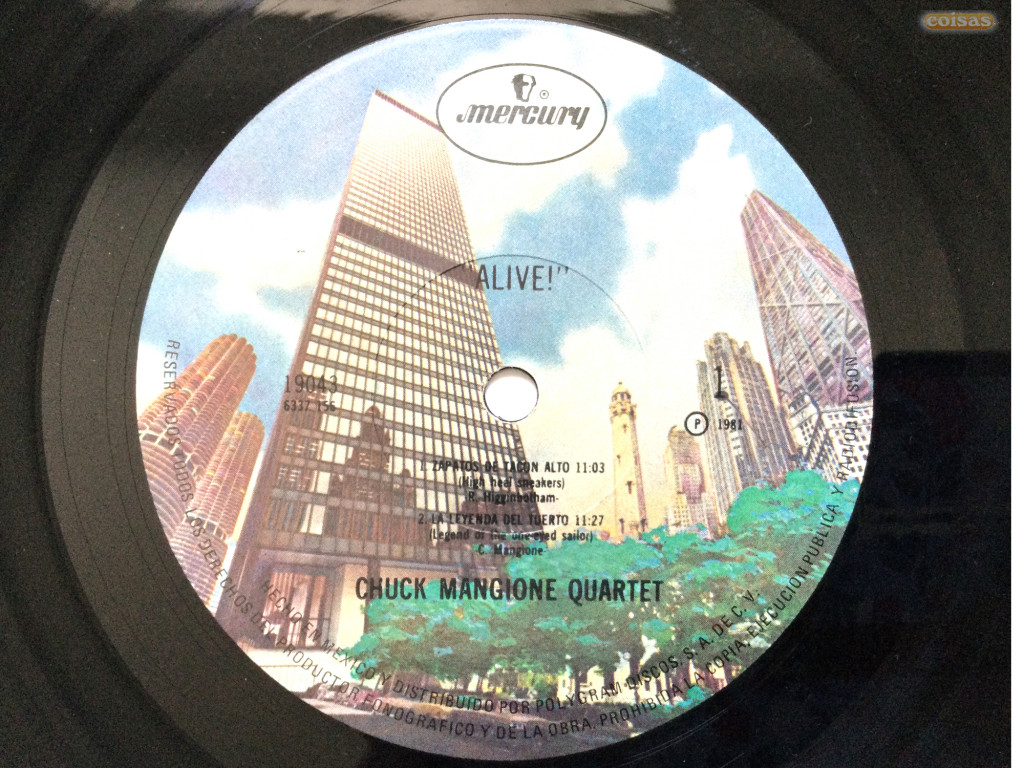 coisas
mercury
"ALIVE!"
19043
6337 156
1
P 1981
1. ZAPATOS DE TACON ALTO 11:03
(High heel sneakers)
-R. Higginbotham-
2. LA LEYENDA DEL TUERTO 11:27
(Legend of the one-eyed sailor)
-C. Mangione-
CHUCK MANGIONE QUARTET
HECHO EN MEXICO Y DISTRIBUIDO POR POLYGRAM DISCOS, S. A. DE C. V.
RESERVADOS TODOS LOS DERECHOS DEL PRODUCTOR FONOGRAFICO Y DE LA OBRA. PROHIBIDA LA COPIA, EJECUCION PUBLICA Y RADIODIFUSION